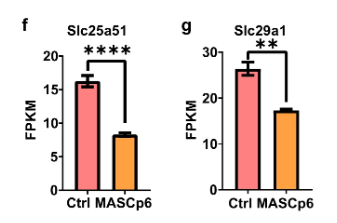 f
Slc25a51
****
FPKM
20
15
10
5
0
Ctrl MASCp6
g
Slc29a1
**
FPKM
30
20
10
0
Ctrl MASCp6